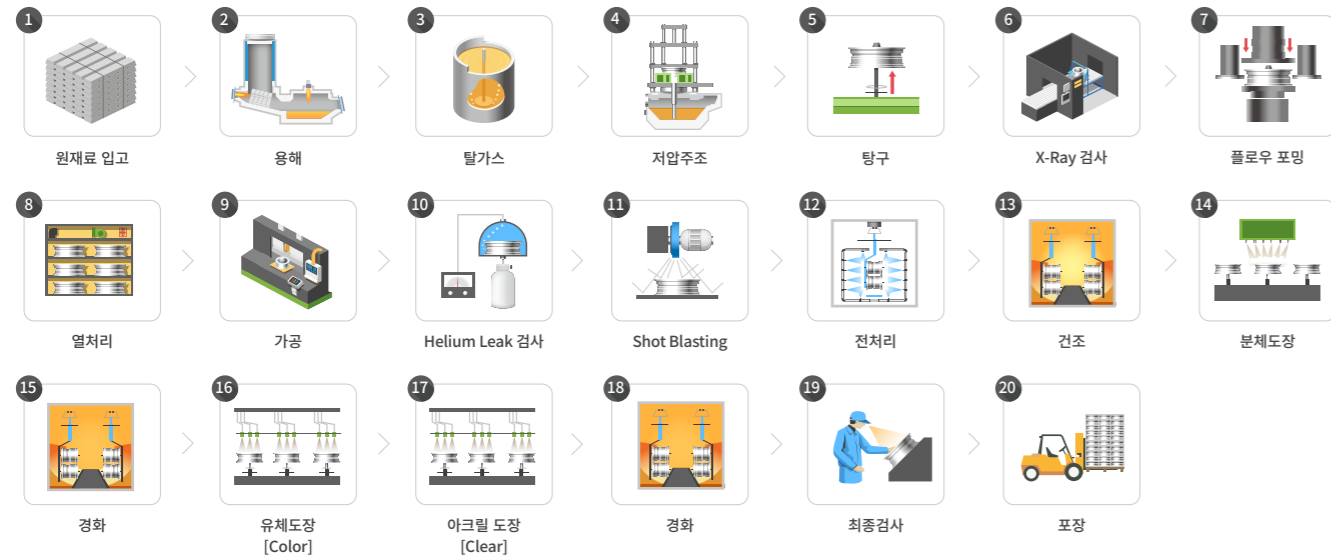 1 2 3 4 5 6 7
원재료 입고 용해 탈가스 저압주조 탕구 X-Ray 검사 플로우 포밍
8 9 10 11 12 13 14
열처리 가공 Helium Leak 검사 Shot Blasting 전처리 건조 분체도장
15 16 17 18 19 20
경화 유체도장 아크릴 도장 경화 최종검사 포장
[Color] [Clear]